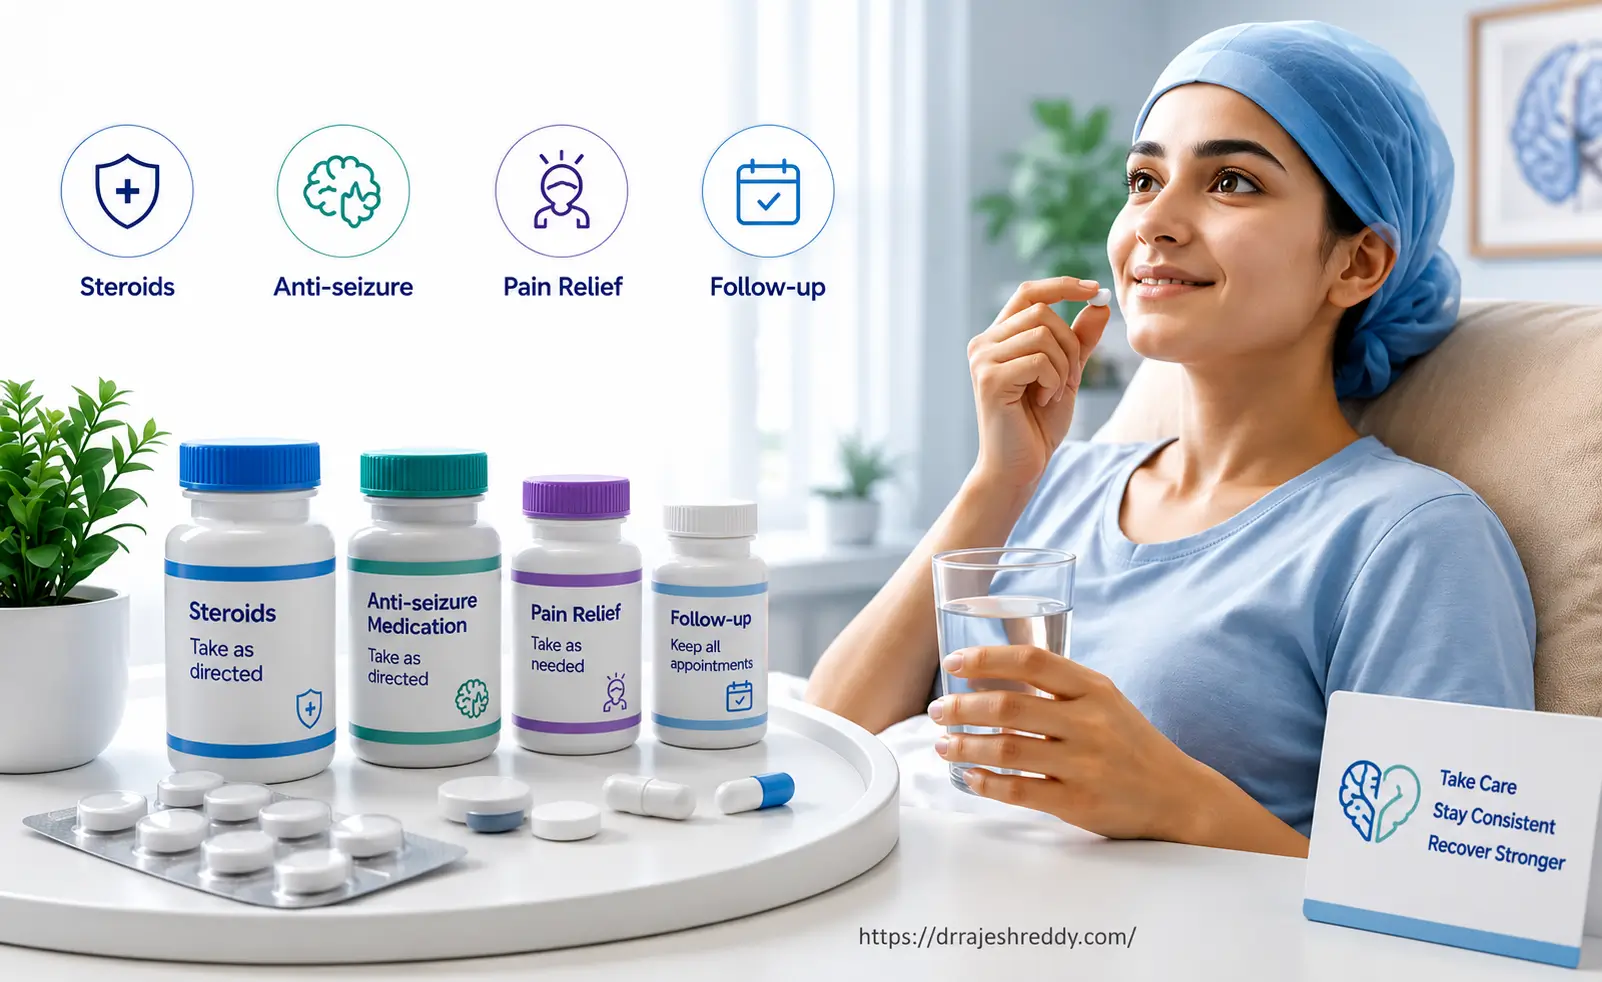 Steroids
Anti-seizure
Pain Relief
Follow-up
Steroids
Take as
directed
Anti-seizure
Medication
Take as
directed
Pain Relief
Take as
needed
Follow-up
Keep all
appointments
Take Care
Stay Consistent
Recover Stronger
https://drrajeshreddy.com/